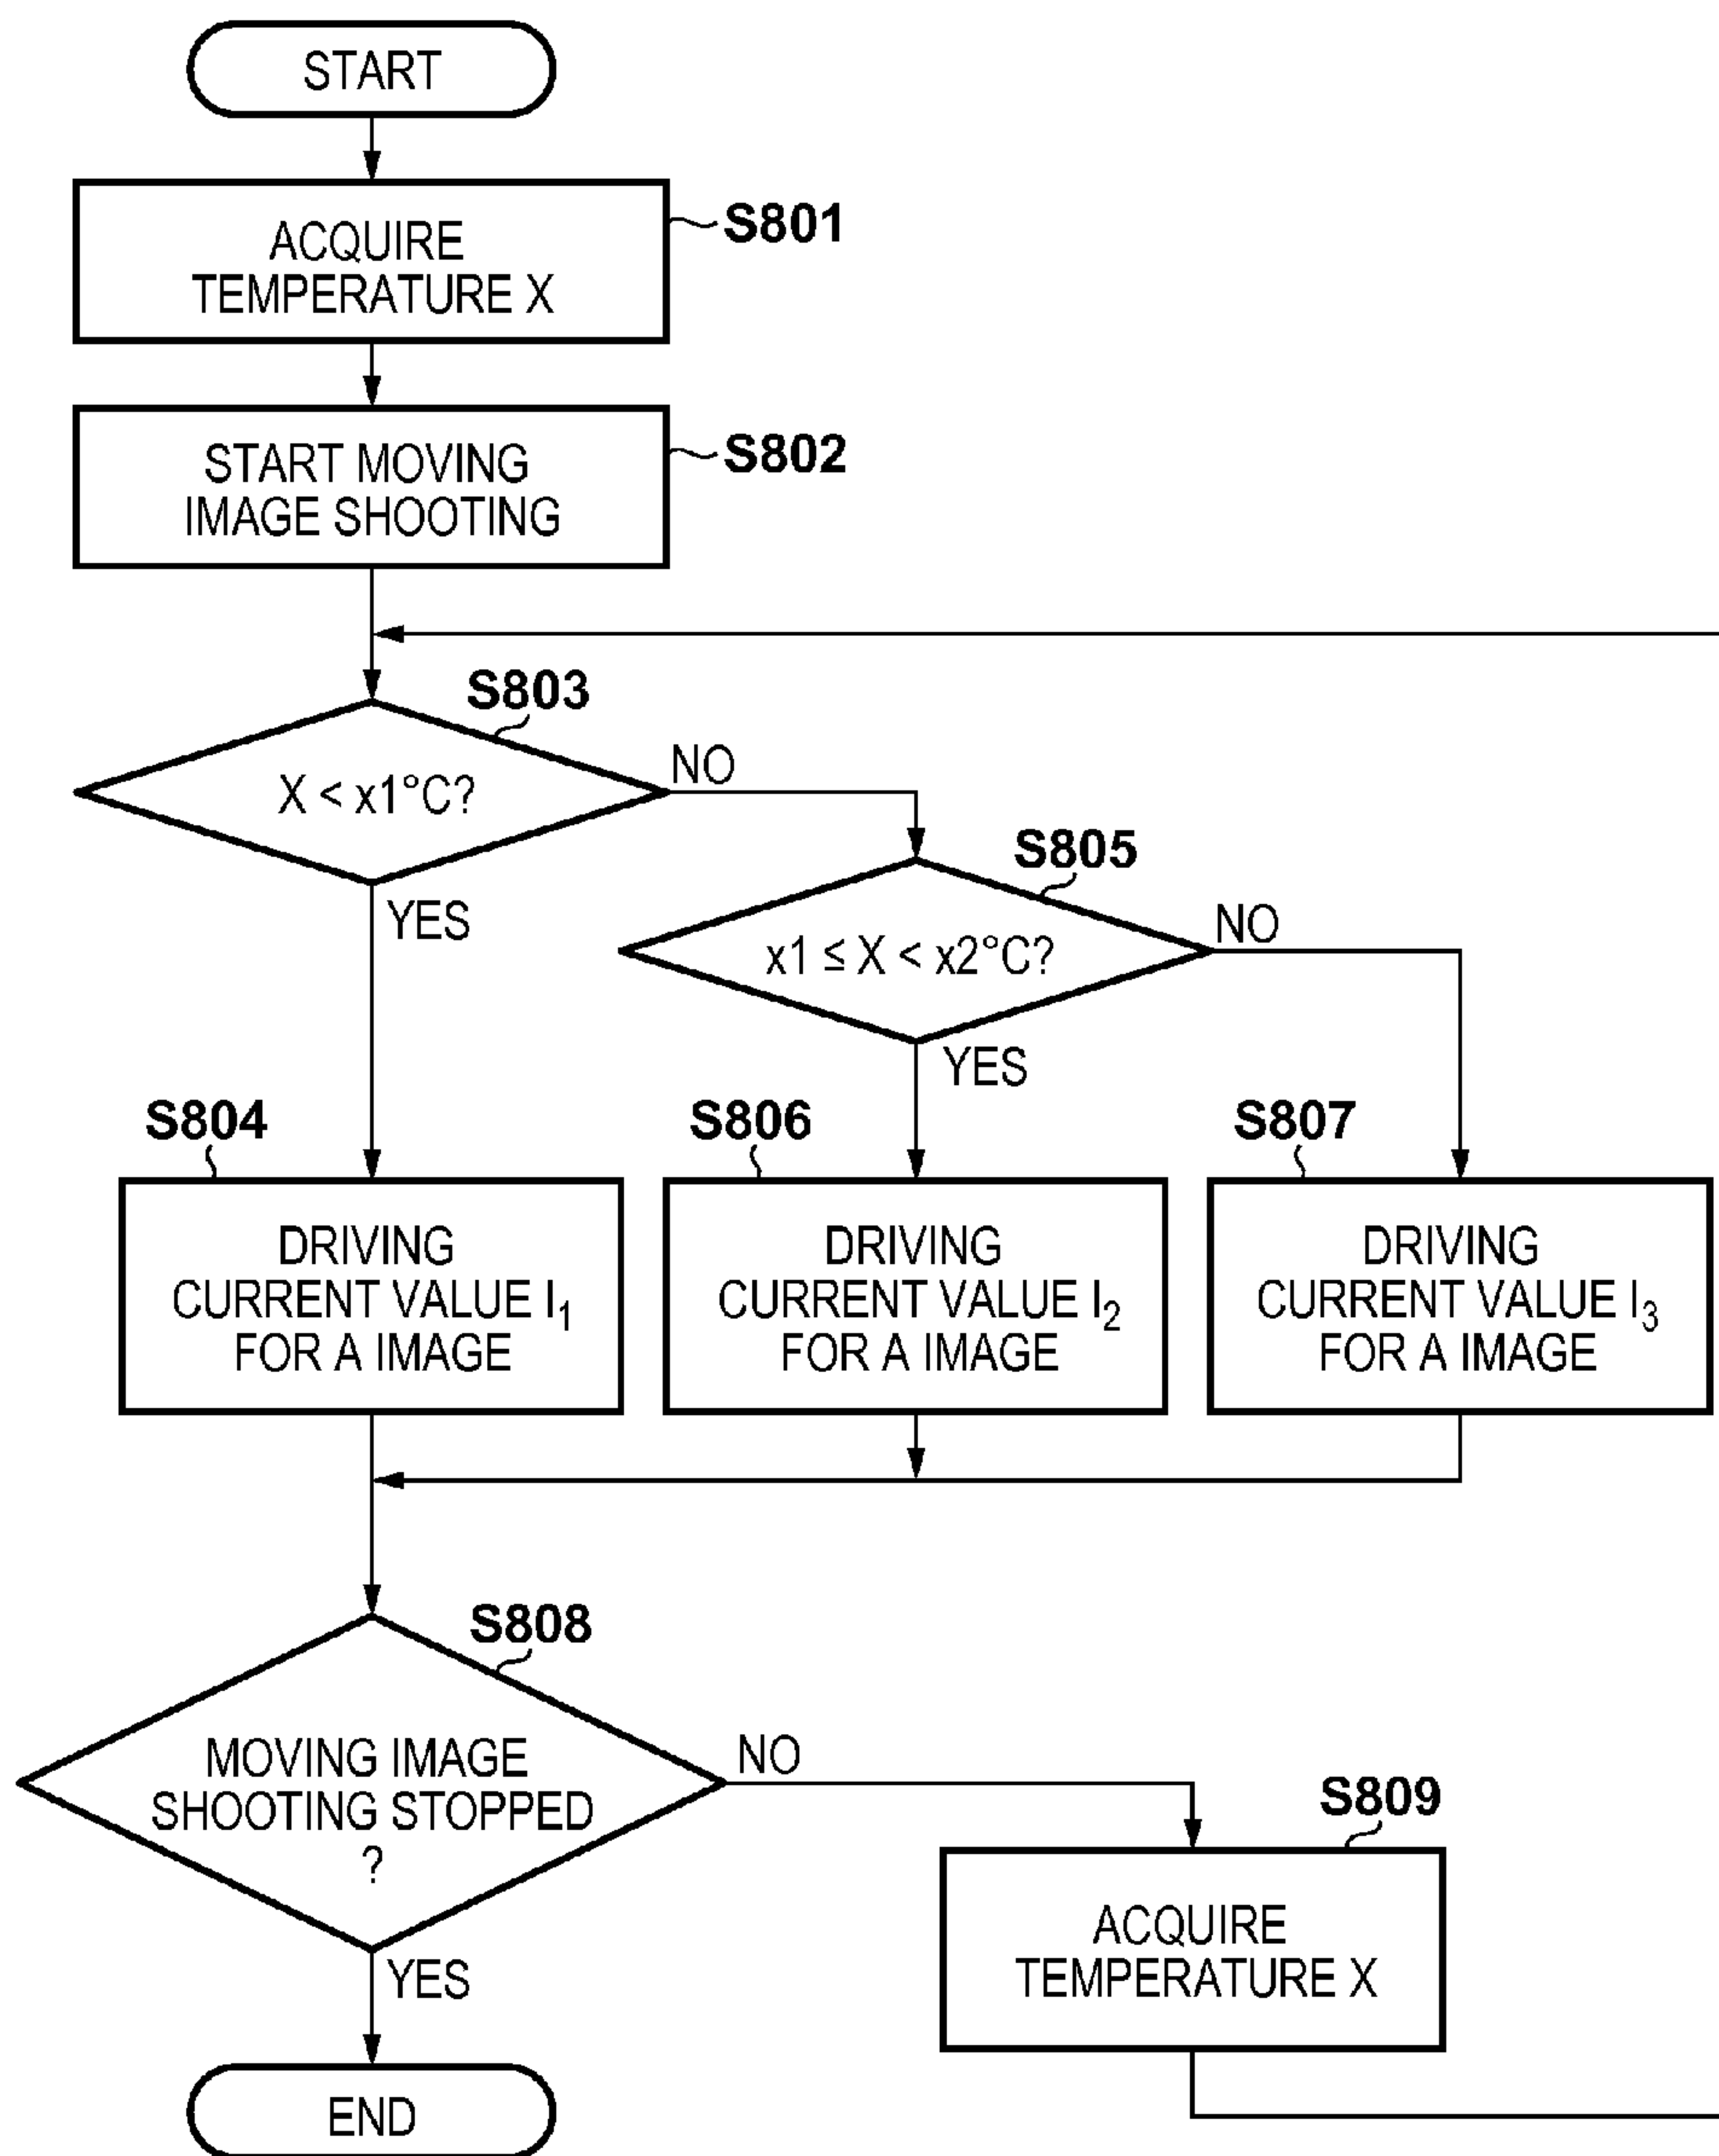 START
ACQUIRE
TEMPERATURE X
S801
START MOVING
IMAGE SHOOTING
S802
S803
X < x1°C?
NO
YES
S805
x1 ≤ X < x2°C?
NO
YES
S804
DRIVING
CURRENT VALUE I₁
FOR A IMAGE
S806
DRIVING
CURRENT VALUE I₂
FOR A IMAGE
S807
DRIVING
CURRENT VALUE I₃
FOR A IMAGE
S808
MOVING IMAGE
SHOOTING STOPPED
?
NO
YES
S809
ACQUIRE
TEMPERATURE X
END